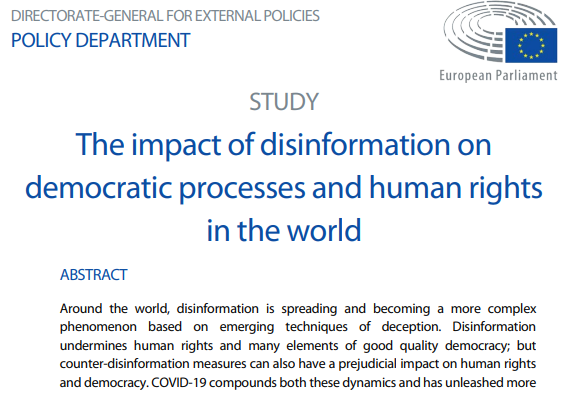 DIRECTORATE-GENERAL FOR EXTERNAL POLICIES
POLICY DEPARTMENT
European Parliament
STUDY
The impact of disinformation on
democratic processes and human rights
in the world
ABSTRACT
Around the world, disinformation is spreading and becoming a more complex
phenomenon based on emerging techniques of deception. Disinformation
undermines human rights and many elements of good quality democracy; but
counter-disinformation measures can also have a prejudicial impact on human rights
and democracy. COVID-19 compounds both these dynamics and has unleashed more